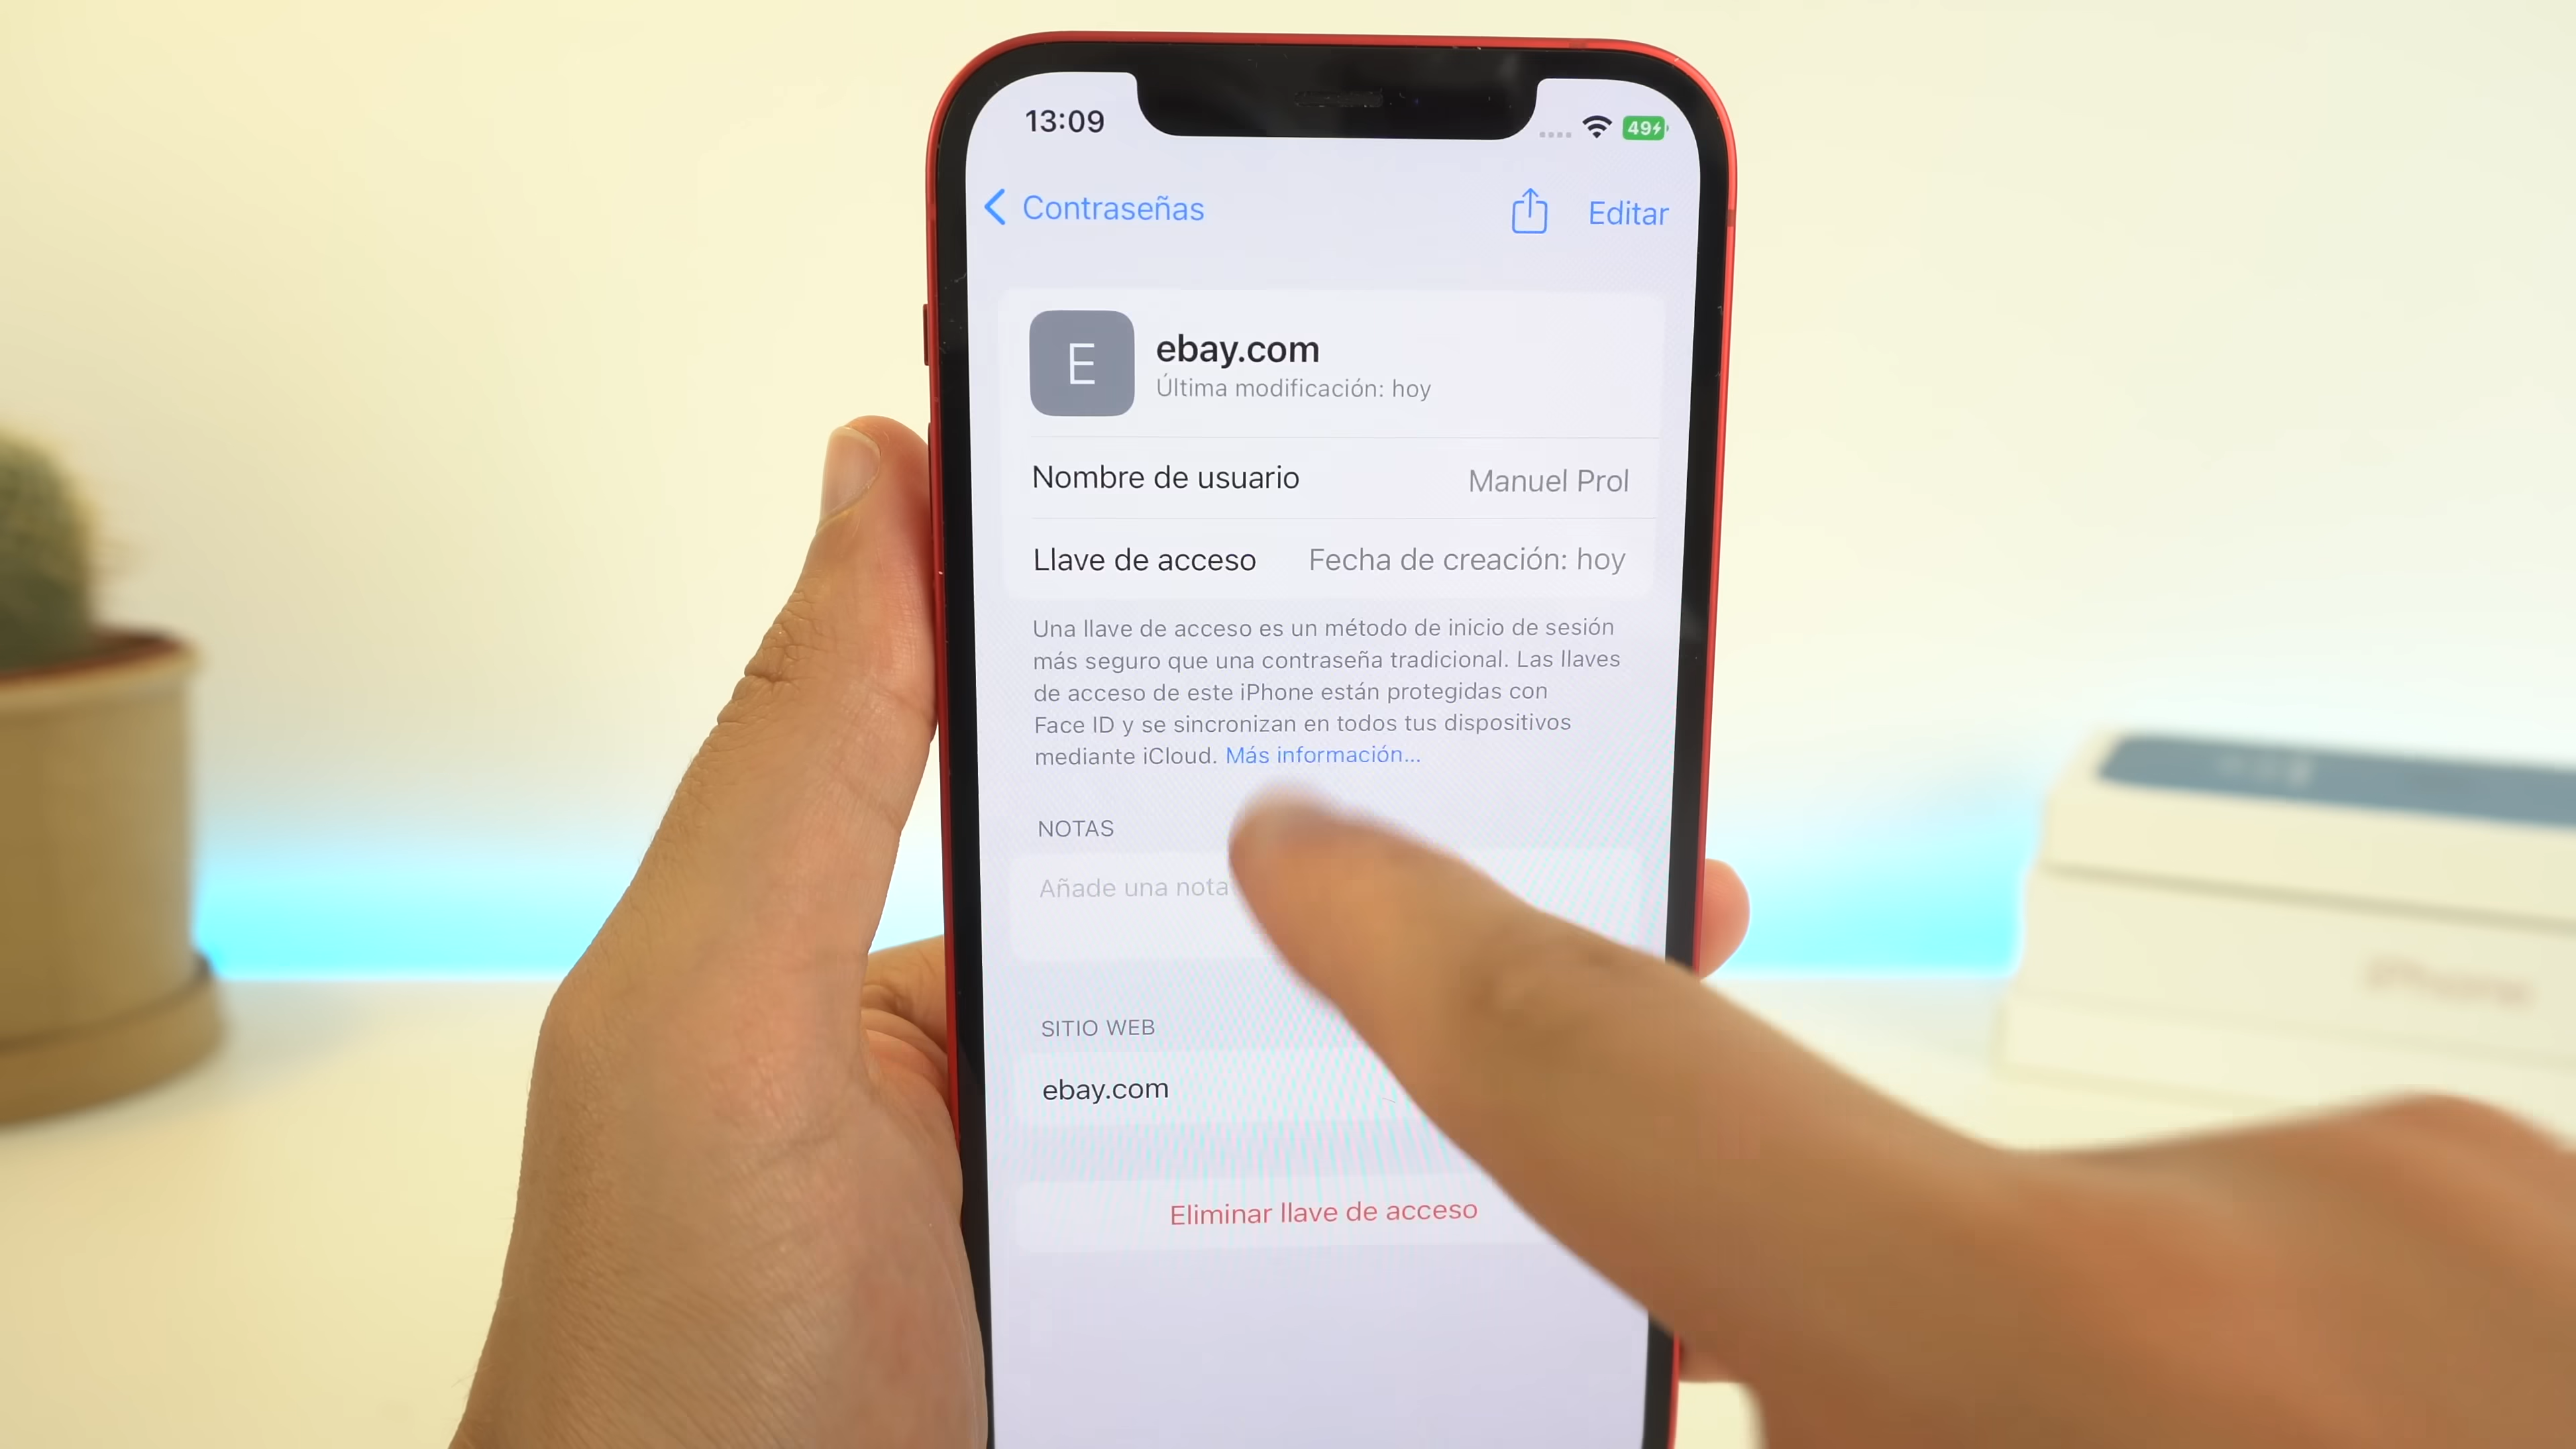 13:09
49
Contraseñas
Editar
E
ebay.com
Última modificación: hoy
Nombre de usuario Manuel Prol
Llave de acceso Fecha de creación: hoy
Una llave de acceso es un método de inicio de sesión
más seguro que una contraseña tradicional. Las llaves
de acceso de este iPhone están protegidas con
Face ID y se sincronizan en todos tus dispositivos
mediante iCloud. Más información...
NOTAS
Añade una nota
SITIO WEB
ebay.com
Eliminar llave de acceso
iPhone